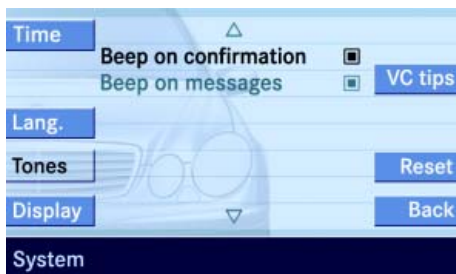 Time
Beep on confirmation
Beep on messages
VC tips
Lang.
Tones
Reset
Display
Back
System